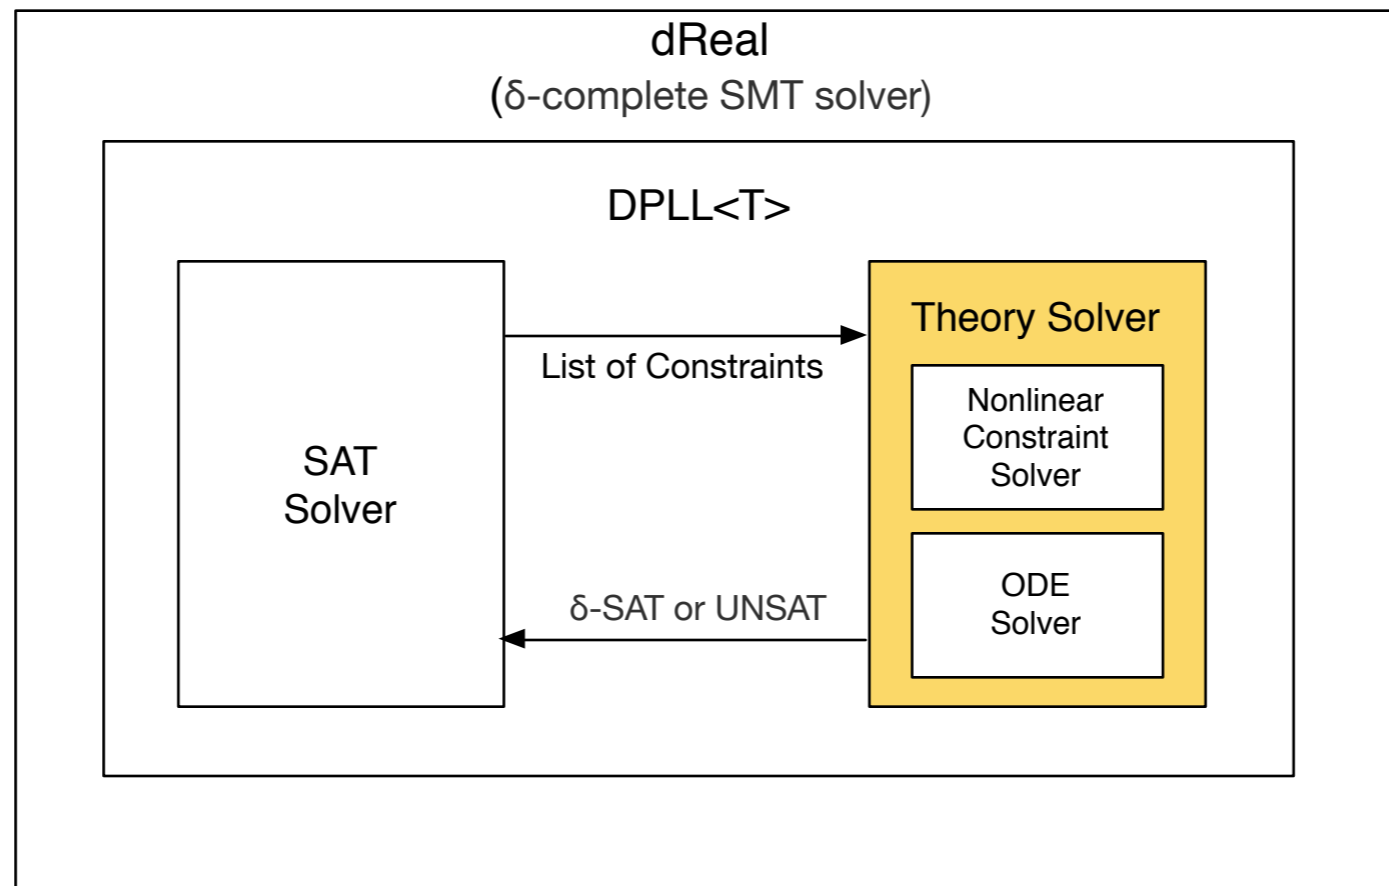 dReal
(δ-complete SMT solver)
DPLL<T>
SAT
Solver
List of Constraints
δ-SAT or UNSAT
Theory Solver
Nonlinear
Constraint
Solver
ODE
Solver